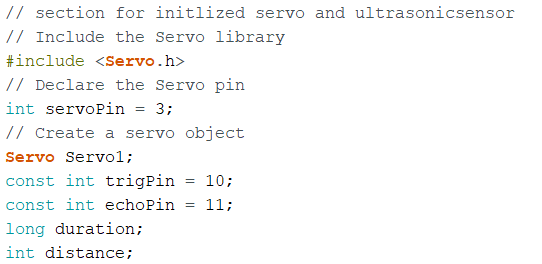 // section for initlized servo and ultrasonicsensor
// Include the Servo library
#include <Servo.h>
// Declare the Servo pin
int servoPin = 3;
// Create a servo object
Servo Servo1;
const int trigPin = 10;
const int echoPin = 11;
long duration;
int distance;